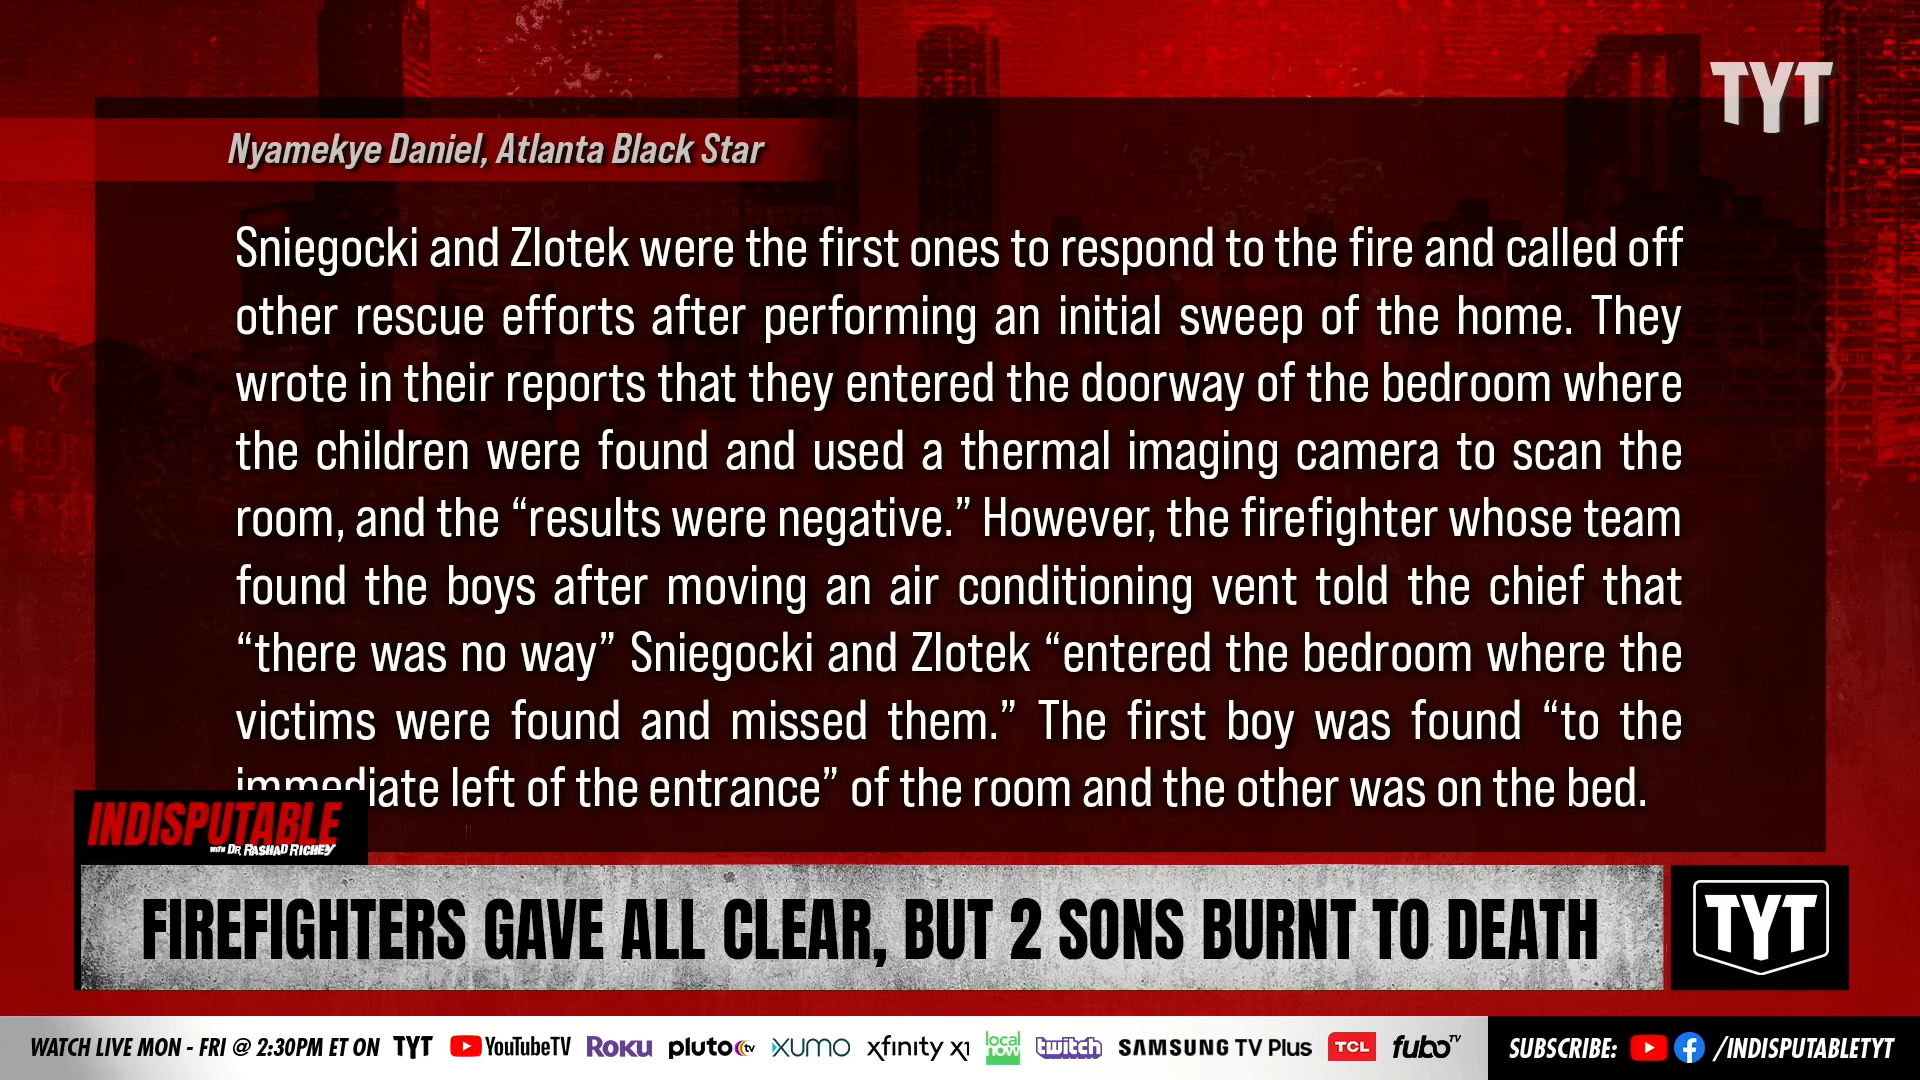 TYT
Nyamekye Daniel, Atlanta Black Star
Sniegocki and Zlotek were the first ones to respond to the fire and called off
other rescue efforts after performing an initial sweep of the home. They
wrote in their reports that they entered the doorway of the bedroom where
the children were found and used a thermal imaging camera to scan the
room, and the “results were negative.” However, the firefighter whose team
found the boys after moving an air conditioning vent told the chief that
“there was no way” Sniegocki and Zlotek “entered the bedroom where the
victims were found and missed them.” The first boy was found “to the
immediate left of the entrance” of the room and the other was on the bed.
INDISPUTABLE
WITH DR RASHAD RICHEY
FIREFIGHTERS GAVE ALL CLEAR, BUT 2 SONS BURNT TO DEATH
TYT
WATCH LIVE MON - FRI @ 2:30PM ET ON TYT YouTubeTV ROKU pluto tv XUMO xfinity x1 local now twitch SAMSUNG TV Plus TCL fubo TV SUBSCRIBE: /INDISPUTABLETYT